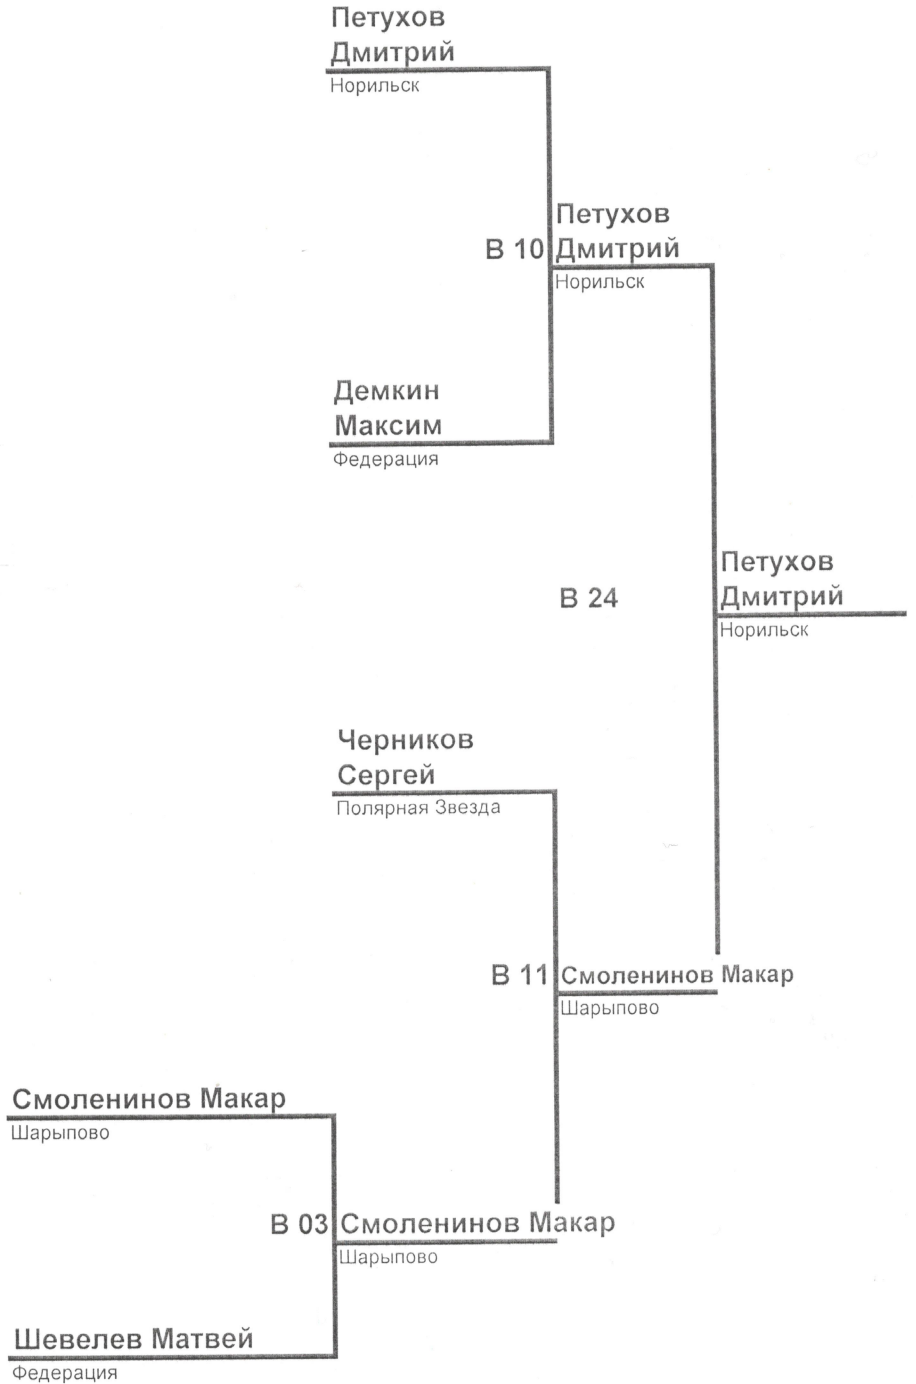 Петухов
Дмитрий
Норильск
Петухов
В 10 Дмитрий
Норильск
Демкин
Максим
Федерация
Петухов
В 24 Дмитрий
Норильск
Черников
Сергей
Полярная Звезда
В 11 Смоленинов Макар
Шарыпово
Смоленинов Макар
Шарыпово
В 03 Смоленинов Макар
Шарыпово
Шевелев Матвей
Федерация